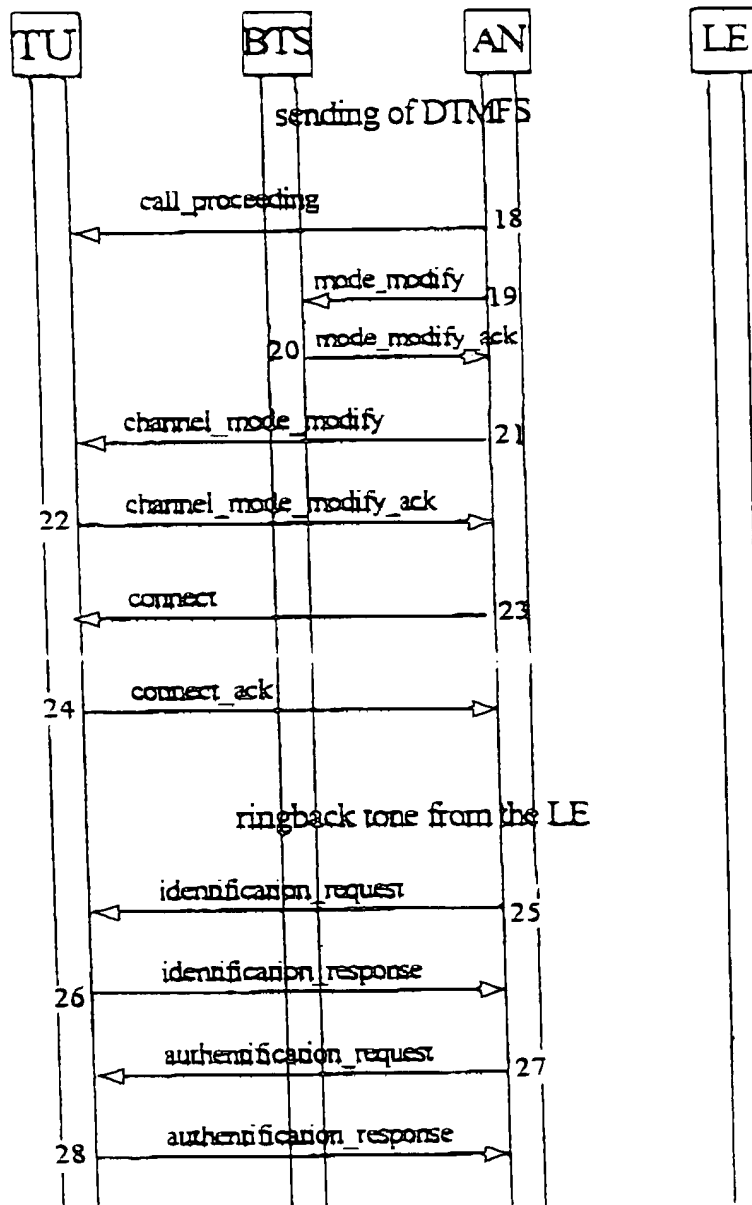 TU BTS AN LE
sending of DTMFS
call_proceeding
18
mode_modify
19
20 mode_modify_ack
channel_mode_modify
21
22 channel_mode_modify_ack
connect
23
24 connect_ack
ringback tone from the LE
identification_request
25
26 identification_response
authentification_request
27
28 authentification_response